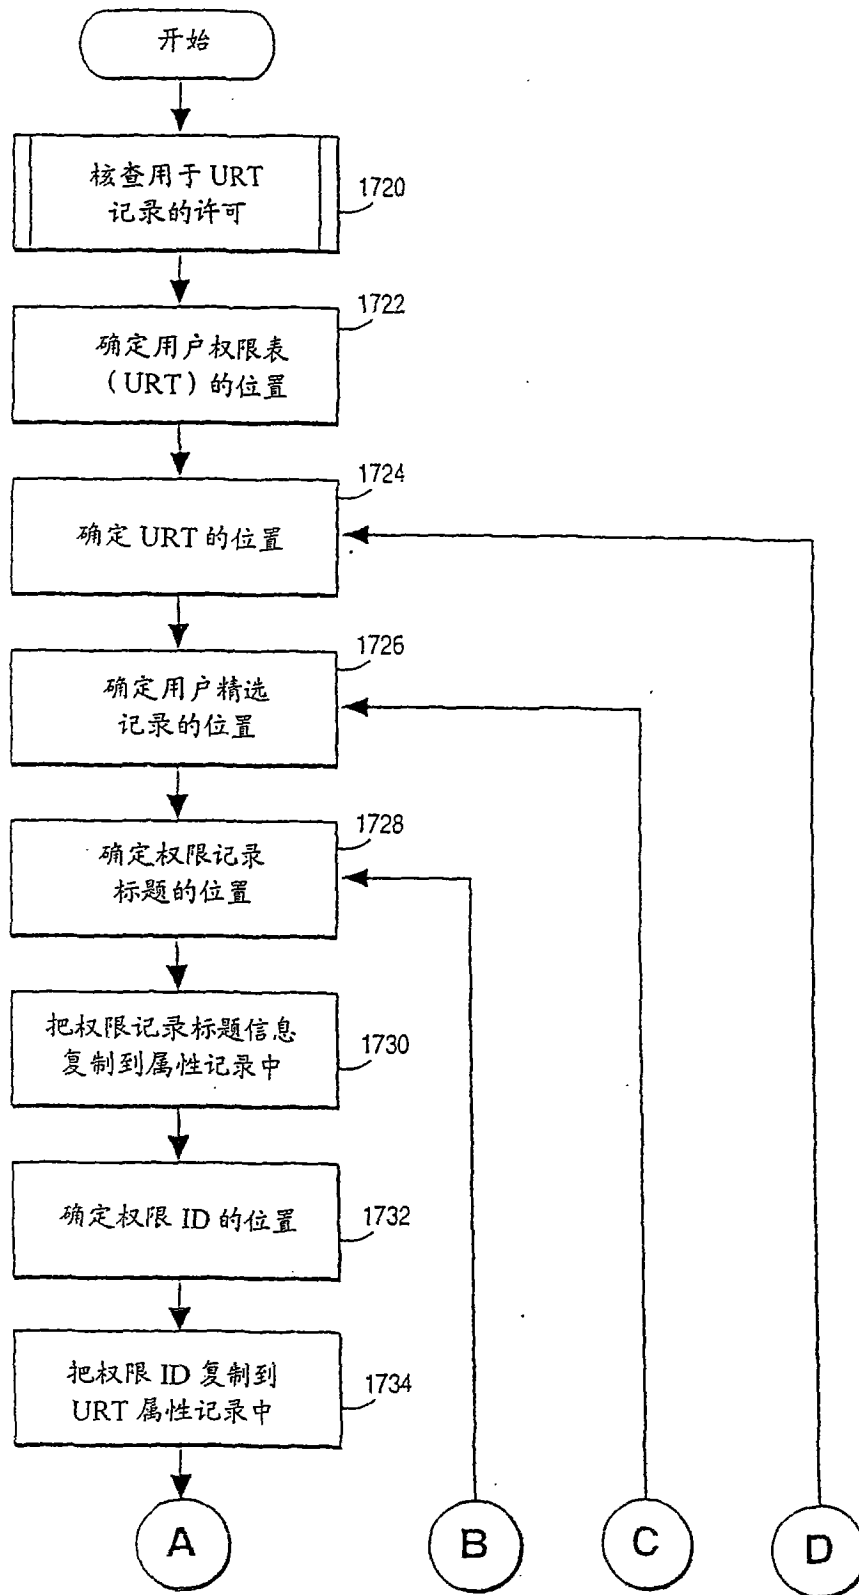 开始
核查用于 URT
记录的许可
1720
1722
确定用户权限表
（URT）的位置
1724
确定 URT 的位置
1726
确定用户精选
记录的位置
1728
确定权限记录
标题的位置
把权限记录标题信息
复制到属性记录中
1730
确定权限 ID 的位置
1732
把权限 ID 复制到
URT 属性记录中
1734
A
B
C
D